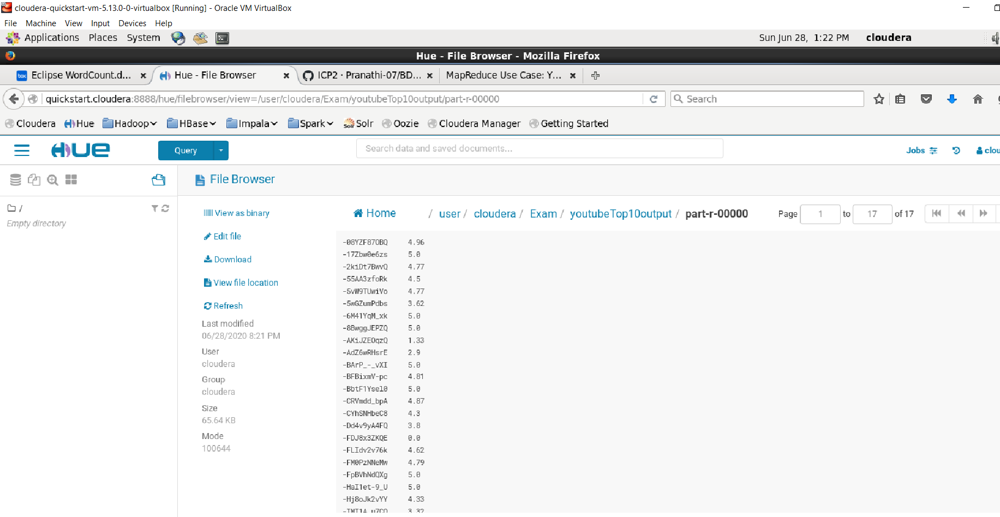 cloudera-quickstart-vm-5.13.0-0-virtualbox [Running] - Oracle VM VirtualBox
File Machine View Input Devices Help
Applications Places System Sun Jun 28, 1:22 PM cloudera
Hue - File Browser - Mozilla Firefox
box Eclipse WordCount.d... Hue - File Browser ICP2 · Pranathi-07/BD... MapReduce Use Case: Y...
quickstart.cloudera:8888/hue/filebrowser/view=/user/cloudera/Exam/youtubeTop10output/part-r-00000 Search
Cloudera Hue Hadoop HBase Impala Spark Solr Solr Oozie Cloudera Manager Getting Started
HUE Query Search data and saved documents... Jobs clou
File Browser
/
Empty directory
View as binary
Edit file
Download
View file location
Refresh
Last modified
06/28/2020 8:21 PM
User
cloudera
Group
cloudera
Size
65.64 KB
Mode
100644
Home / user / cloudera / Exam / youtubeTop10output / part-r-00000 Page 1 to 17 of 17
-08YZF87OBQ 4.96
-17Zbw0e6zs 5.0
-2kiDt7BwvQ 4.77
-55AA3zfoRk 4.5
-5vW9TUwiVo 4.77
-5wGZumPdbs 3.62
-6M41YqM_xk 5.0
-8BwggJEPZQ 5.0
-AKiJZEOqzQ 1.33
-AdZ6wRHsrE 2.9
-BArP_-_vXI 5.0
-BFBixmV-pc 4.81
-BbtF1Ysel0 5.0
-CRVmdd_bpA 4.87
-CYhSNHbeC8 4.3
-Dd4v9yA4FQ 3.8
-FDJ8x3ZKQE 0.0
-FLIdv2v76k 4.62
-FM0PzNNeMw 4.79
-FpBVhNdQXg 5.0
-HaI1et-9_U 5.0
-Hj8oJk2vYY 4.33
3.32